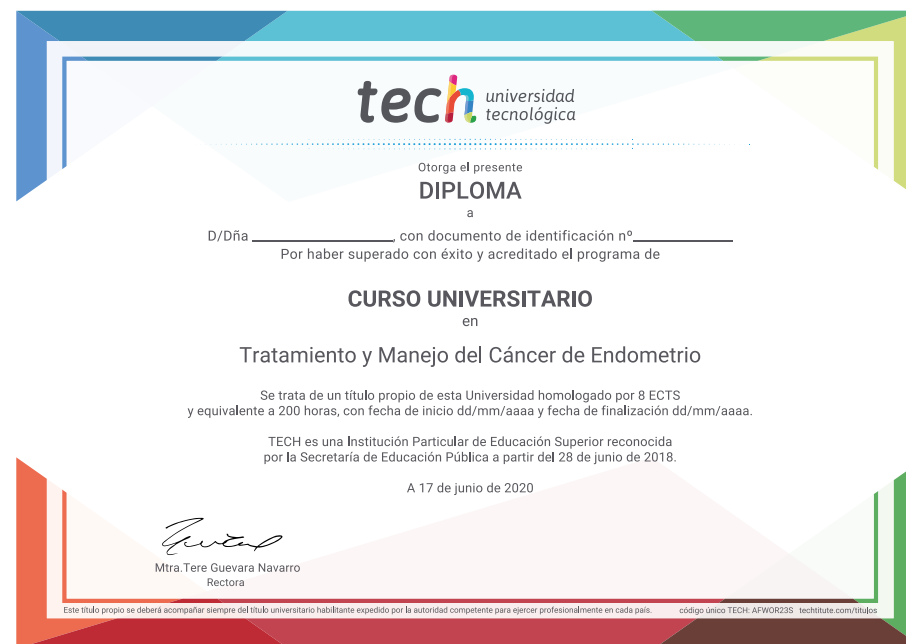 tech universidad
tecnológica
Otorga el presente
DIPLOMA
a
D/Dña ____________, con documento de identificación nº____________
Por haber superado con éxito y acreditado el programa de
CURSO UNIVERSITARIO
en
Tratamiento y Manejo del Cáncer de Endometrio
Se trata de un título propio de esta Universidad homologado por 8 ECTS
y equivalente a 200 horas, con fecha de inicio dd/mm/aaaa y fecha de finalización dd/mm/aaaa.
TECH es una Institución Particular de Educación Superior reconocida
por la Secretaría de Educación Pública a partir del 28 de junio de 2018.
A 17 de junio de 2020
Mtra.Tere Guevara Navarro
Rectora
Este título propio se deberá acompañar siempre del título universitario habilitante expedido por la autoridad competente para ejercer profesionalmente en cada país. código único TECH: AFWOR23S techtitute.com/titulos